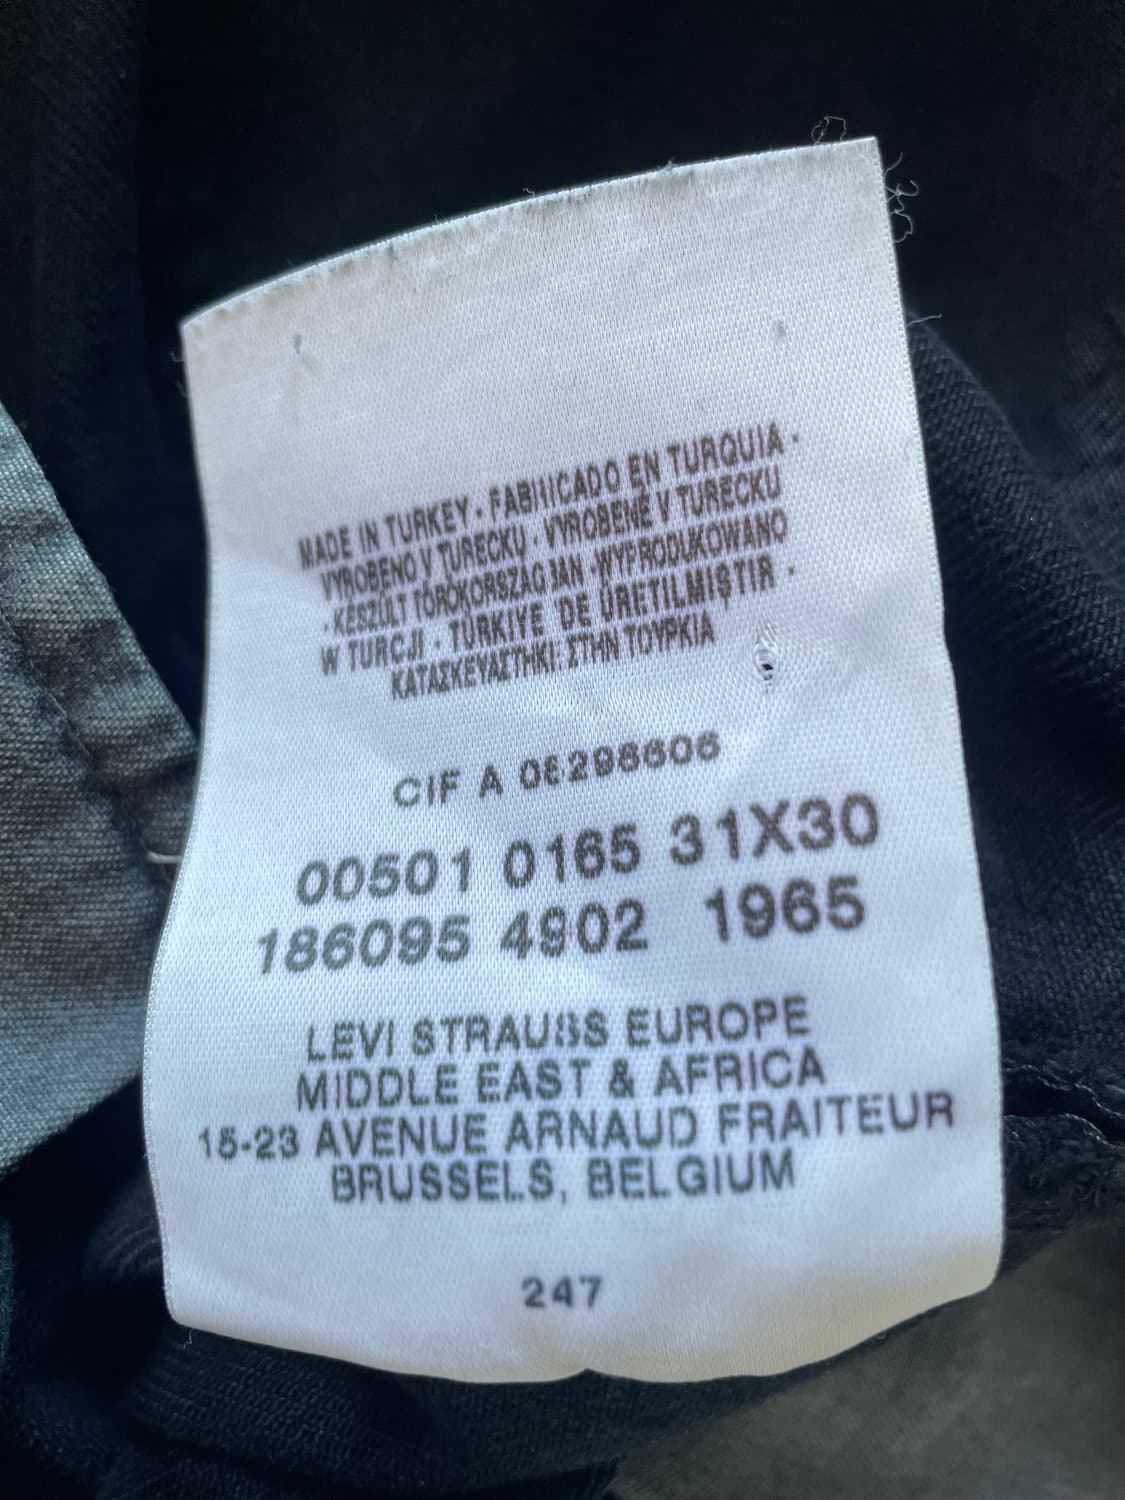 MADE IN TURKEY · FABRICADO EN TURQUIA ·
VYROBENO V TURECKU · VYROBENÉ V TURECKU
· KÉSZÜLT TÖRÖKORSZÁGBAN · WYPRODUKOWANO
W TURCJI · TÜRKIYE DE ÜRETILMIŞTIR ·
ΚΑΤΑΣΚΕΥΑΣΤΗΚΕ ΣΤΗΝ ΤΟΥΡΚΙΑ
CIF A 08298606
00501 0165 31X30
186095 4902 1965
LEVI STRAUSS EUROPE
MIDDLE EAST & AFRICA
15-23 AVENUE ARNAUD FRAITEUR
BRUSSELS, BELGIUM
247